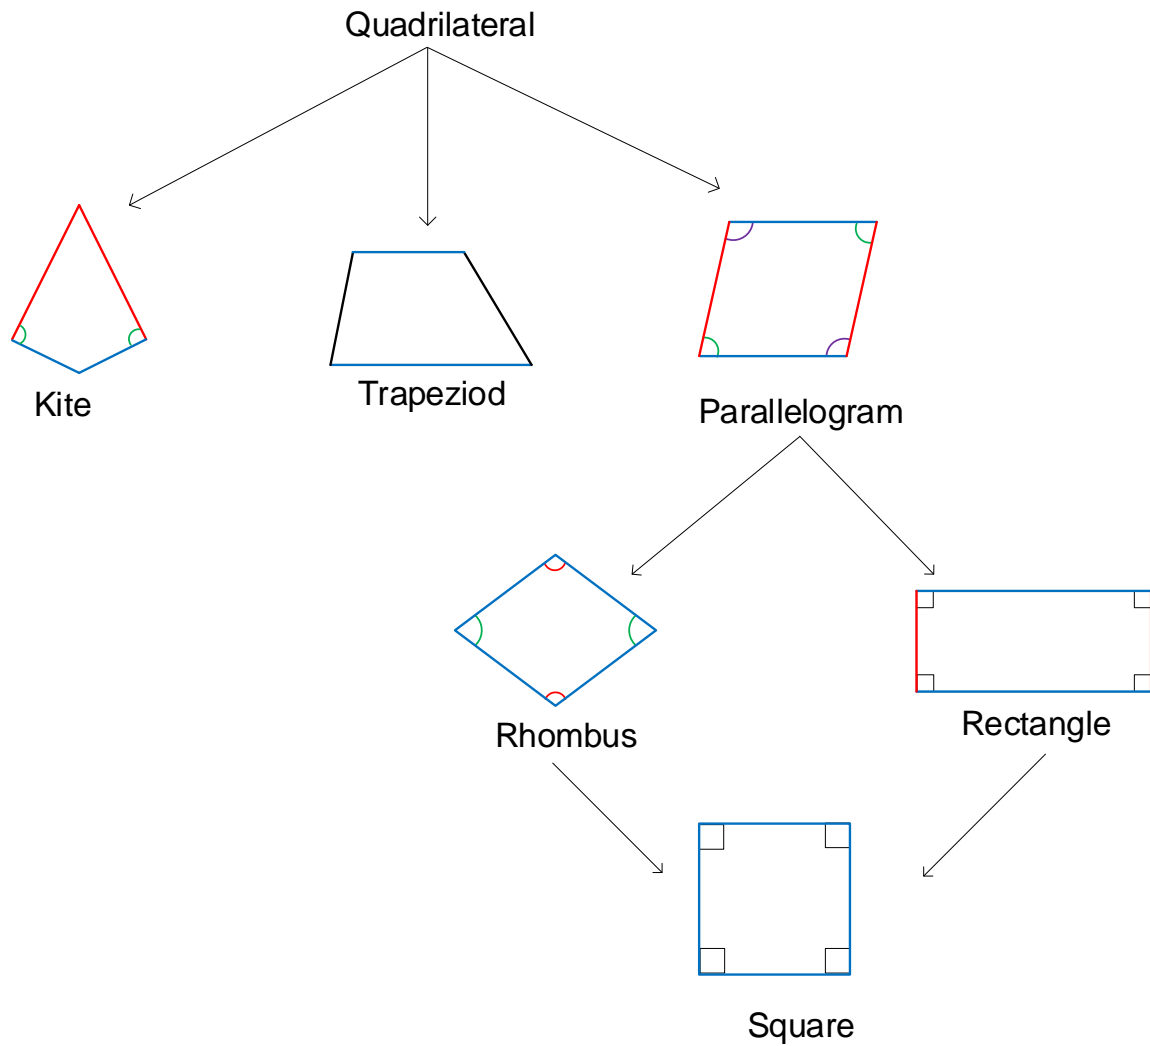 Quadrilateral
Kite
Trapeziod
Parallelogram
Rhombus
Rectangle
Square